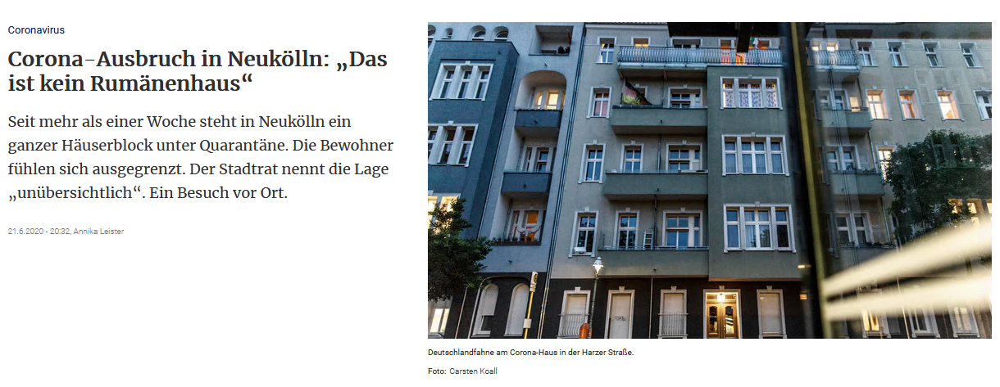 Coronavirus
Corona-Ausbruch in Neukölln: „Das
ist kein Rumänenhaus“
Seit mehr als einer Woche steht in Neukölln ein
ganzer Häuserblock unter Quarantäne. Die Bewohner
fühlen sich ausgegrenzt. Der Stadtrat nennt die Lage
„unübersichtlich“. Ein Besuch vor Ort.
21.6.2020 - 20:32, Annika Leister
Deutschlandfahne am Corona-Haus in der Harzer Straße.
Foto: Carsten Koall